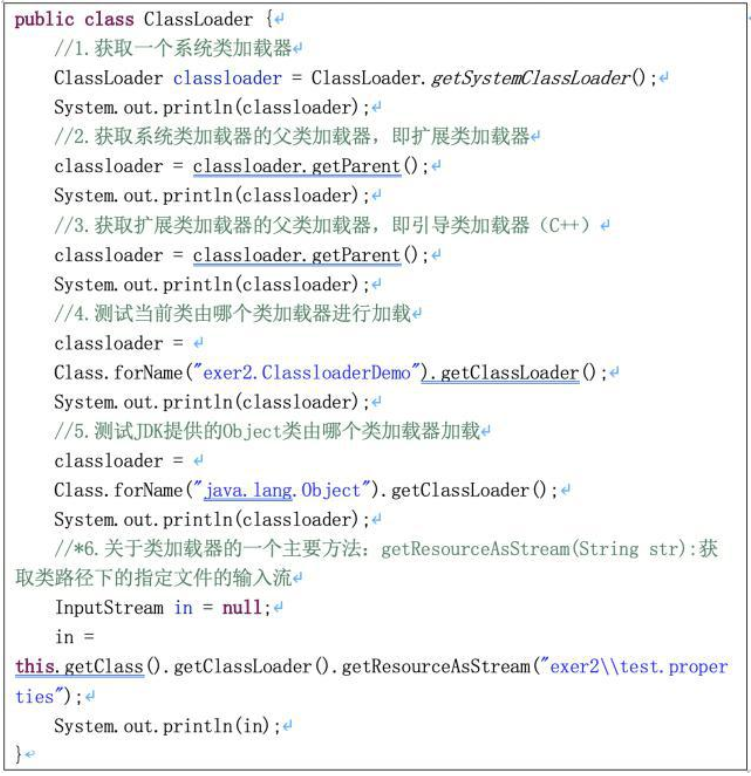 public class ClassLoader {
//1.获取一个系统类加载器
ClassLoader classloader = ClassLoader.getSystemClassLoader();
System.out.println(classloader);
//2.获取系统类加载器的父类加载器，即扩展类加载器
classloader = classloader.getParent();
System.out.println(classloader);
//3.获取扩展类加载器的父类加载器，即引导类加载器（C++）
classloader = classloader.getParent();
System.out.println(classloader);
//4.测试当前类由哪个类加载器进行加载
classloader =
Class.forName("exer2.ClassloaderDemo").getClassLoader();
System.out.println(classloader);
//5.测试JDK提供的Object类由哪个类加载器加载
classloader =
Class.forName("java.lang.Object").getClassLoader();
System.out.println(classloader);
//*6.关于类加载器的一个主要方法：getResourceAsStream(String str):获
取类路径下的指定文件的输入流
InputStream in = null;
in =
this.getClass().getClassLoader().getResourceAsStream("exer2\\test.proper
ties");
System.out.println(in);
}